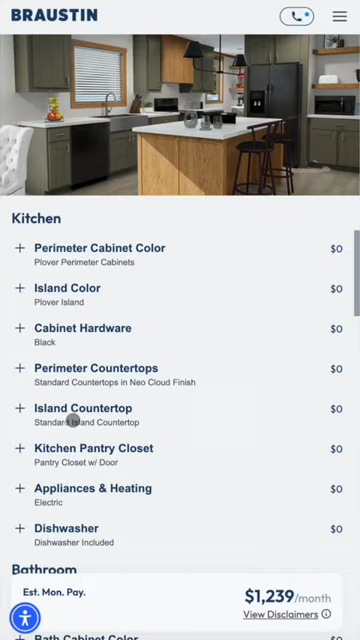 BRAUSTIN
Kitchen
Perimeter Cabinet Color $0
Plover Perimeter Cabinets
Island Color $0
Plover Island
Cabinet Hardware $0
Black
Perimeter Countertops $0
Standard Countertops in Neo Cloud Finish
Island Countertop $0
Standard Island Countertop
Kitchen Pantry Closet $0
Pantry Closet w/ Door
Appliances & Heating $0
Electric
Dishwasher $0
Dishwasher Included
Bathroom
Est. Mon. Pay. $1,239/month
View Disclaimers
Bath Cabinet Color $0